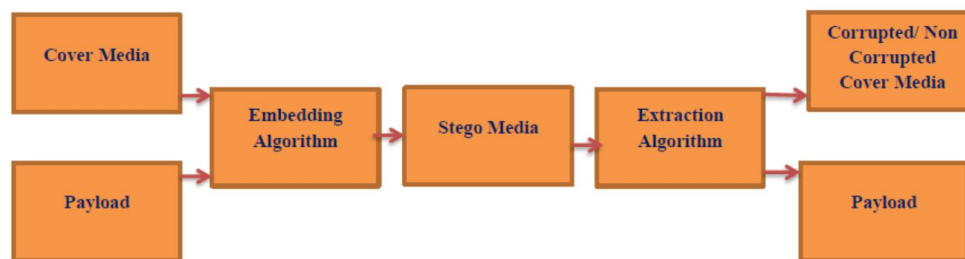 Cover Media
Payload
Embedding
Algorithm
Stego Media
Extraction
Algorithm
Corrupted/ Non
Corrupted
Cover Media
Payload